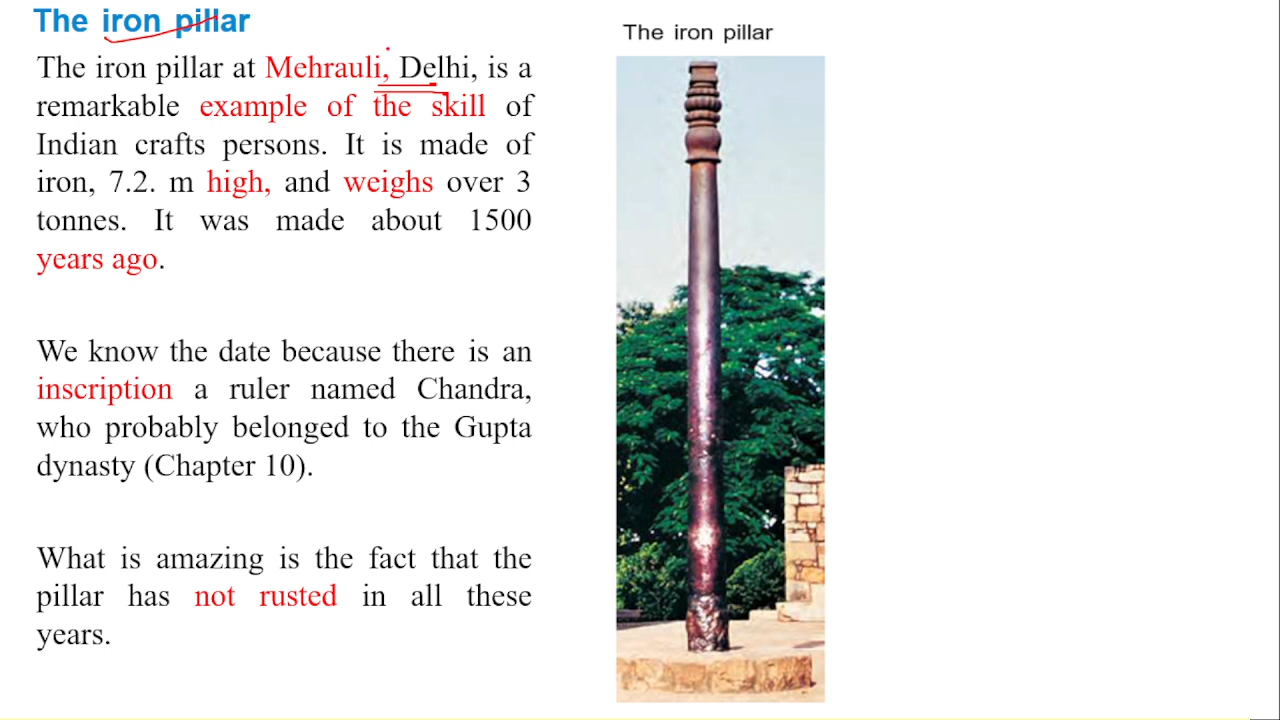 The iron pillar
The iron pillar at Mehrauli, Delhi, is a
remarkable example of the skill of
Indian crafts persons. It is made of
iron, 7.2. m high, and weighs over 3
tonnes. It was made about 1500
years ago.
We know the date because there is an
inscription a ruler named Chandra,
who probably belonged to the Gupta
dynasty (Chapter 10).
What is amazing is the fact that the
pillar has not rusted in all these
years.
The iron pillar